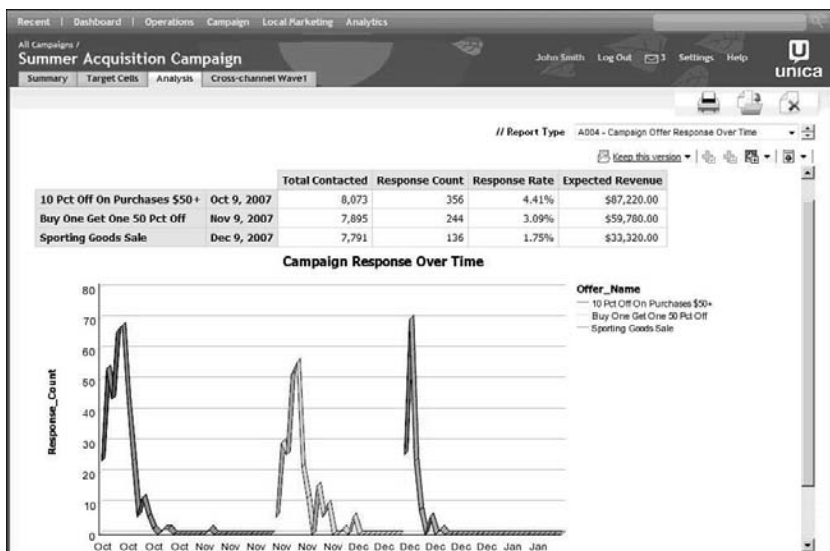 Recent | Dashboard | Operations Campaign Local Marketing Analytics
All Campaigns /
Summer Acquisition Campaign
John Smith Log Out 3 Settings Help
unica
Summary Target Cells Analysis Cross-channel Wave1
// Report Type A004 - Campaign Offer Response Over Time
Keep this version
Total Contacted Response Count Response Rate Expected Revenue
10 Pct Off On Purchases $50+ Oct 9, 2007 8,073 356 4.41% $87,220.00
Buy One Get One 50 Pct Off Nov 9, 2007 7,895 244 3.09% $59,780.00
Sporting Goods Sale Dec 9, 2007 7,791 136 1.75% $33,320.00
Campaign Response Over Time
Offer_Name
10 Pct Off On Purchases $50+
Buy One Get One 50 Pct Off
Sporting Goods Sale
Response_Count
80
70
60
50
40
30
20
10
0
Oct Oct Oct Oct Nov Nov Nov Nov Nov Nov Dec Dec Dec Dec Dec Dec Jan Jan